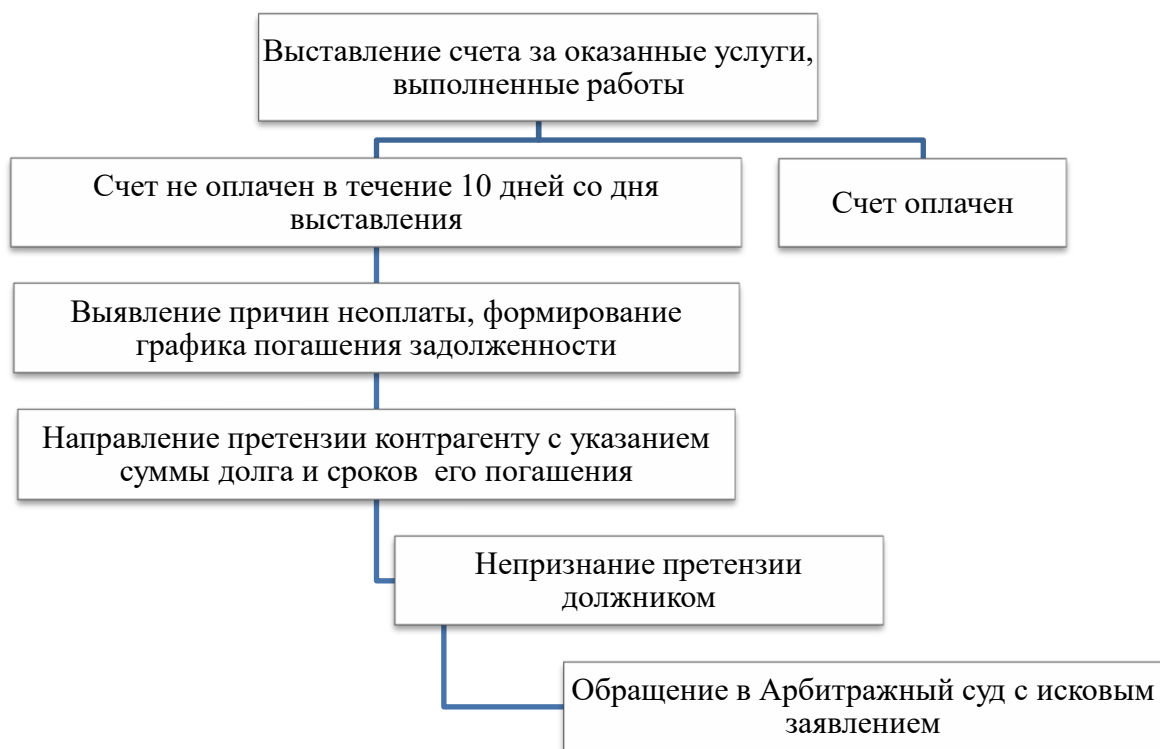 Выставление счета за оказанные услуги,
выполненные работы
Счет не оплачен в течение 10 дней со дня
выставления
Счет оплачен
Выявление причин неоплаты, формирование
графика погашения задолженности
Направление претензии контрагенту с указанием
суммы долга и сроков его погашения
Непризнание претензии
должником
Обращение в Арбитражный суд с исковым
заявлением